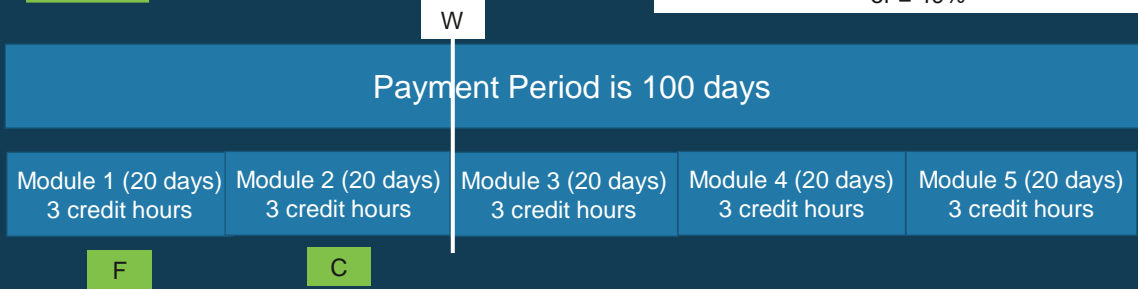 W
Payment Period is 100 days
Module 1 (20 days)
3 credit hours
Module 2 (20 days)
3 credit hours
Module 3 (20 days)
3 credit hours
Module 4 (20 days)
3 credit hours
Module 5 (20 days)
3 credit hours
F
C